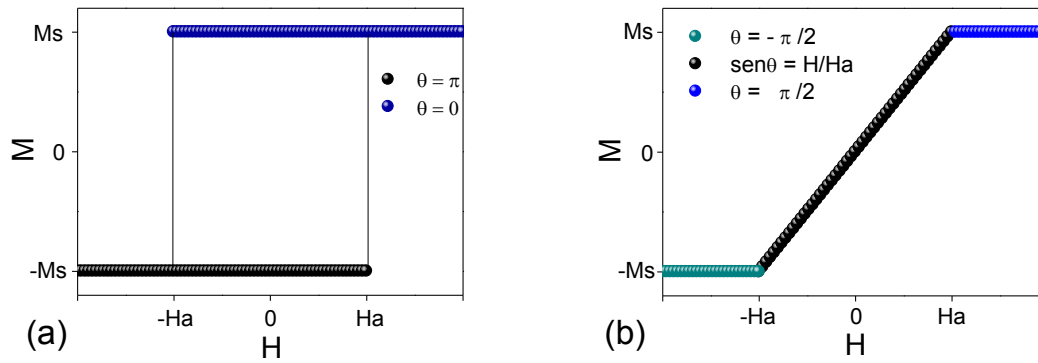 Ms
0
-Ms
M
θ = π
θ = 0
-Ha
0
Ha
H
(a)
Ms
0
-Ms
M
θ = - π /2
senθ = H/Ha
θ = π /2
-Ha
0
Ha
H
(b)